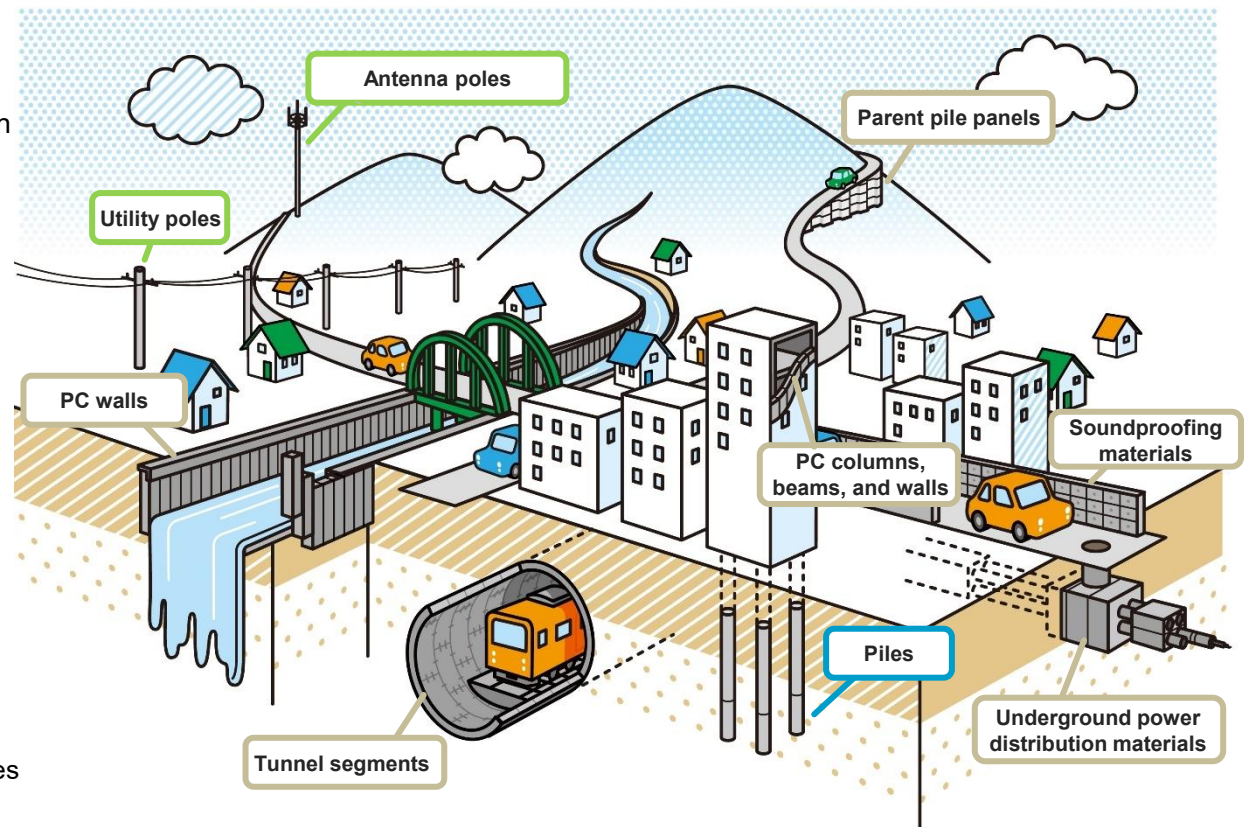 Antenna poles
n
Parent pile panels
Utility poles
PC walls
Soundproofing
materials
PC columns,
beams, and walls
Piles
Underground power
distribution materials
Tunnel segments
es